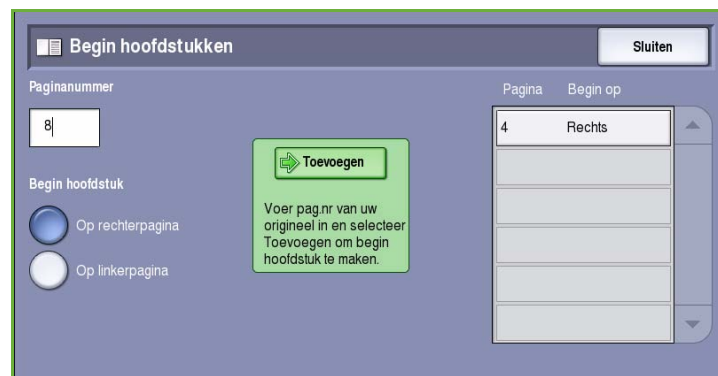 Begin hoofdstukken
Sluiten
Paginanummer
8
Begin hoofdstuk
Op rechterpagina
Op linkerpagina
Toevoegen
Voer pag.nr van uw
origineel in en selecteer
Toevoegen om begin
hoofdstuk te maken.
Pagina Begin op
4 Rechts